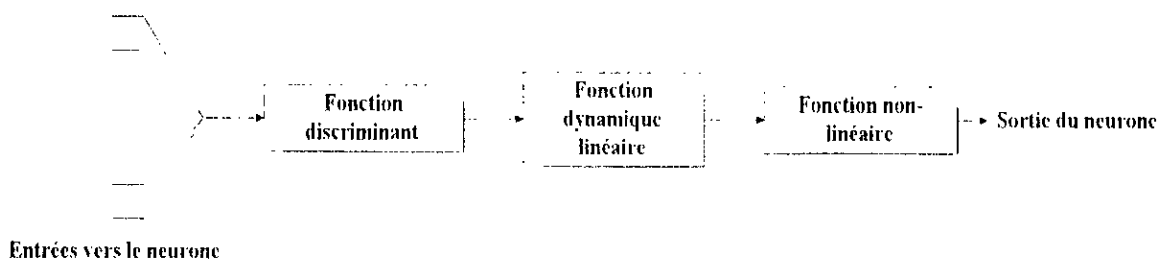 Fonction
discriminant
Fonction
dynamique
linéaire
Fonction non-
linéaire
Sortie du neurone
Entrées vers le neurone